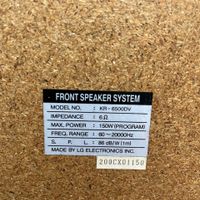 FRONT SPEAKER SYSTEM
MODEL NO. : KR-6500DV
IMPEDANCE : 6Ω
MAX. POWER : 150W (PROGRAM)
FREQ. RANGE : 60~20000Hz
S. P. L. : 86 dB/W (1m)
MADE BY LG ELECTRONICS INC.
209CX01150